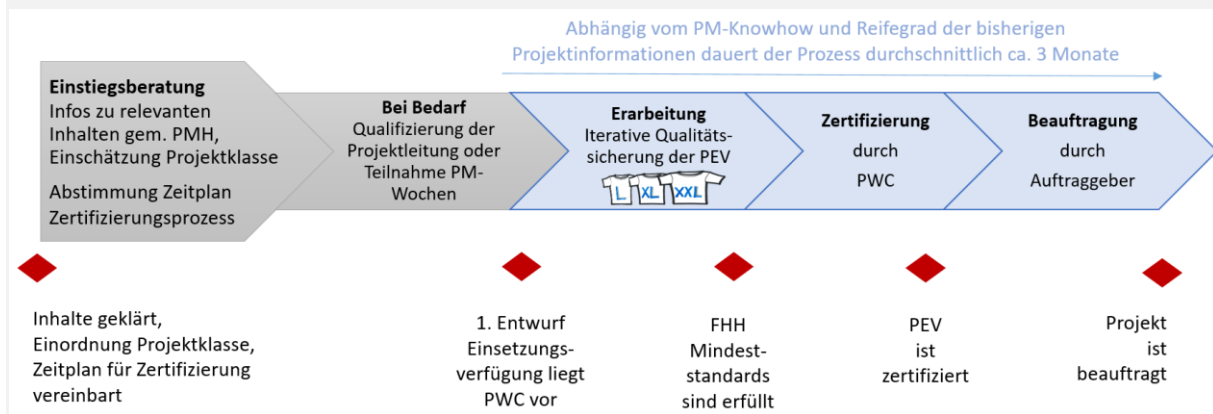 Abhängig vom PM-Knowhow und Reifegrad der bisherigen
Projektinformationen dauert der Prozess durchschnittlich ca. 3 Monate
Einstiegsberatung
Infos zu relevanten
Inhalten gem. PMH,
Einschätzung Projektklasse
Abstimmung Zeitplan
Zertifizierungsprozess
Bei Bedarf
Qualifizierung der
Projektleitung oder
Teilnahme PM-
Wochen
Erarbeitung
Iterative Qualitäts-
sicherung der PEV
L XL XXL
Zertifizierung
durch
PWC
Beauftragung
durch
Auftraggeber
Inhalte geklärt,
Einordnung Projektklasse,
Zeitplan für Zertifizierung
vereinbart
1. Entwurf
Einsetzungs-
verfügung liegt
PWC vor
FHH
Mindest-
standards
sind erfüllt
PEV
ist
zertifiziert
Projekt
ist
beauftragt